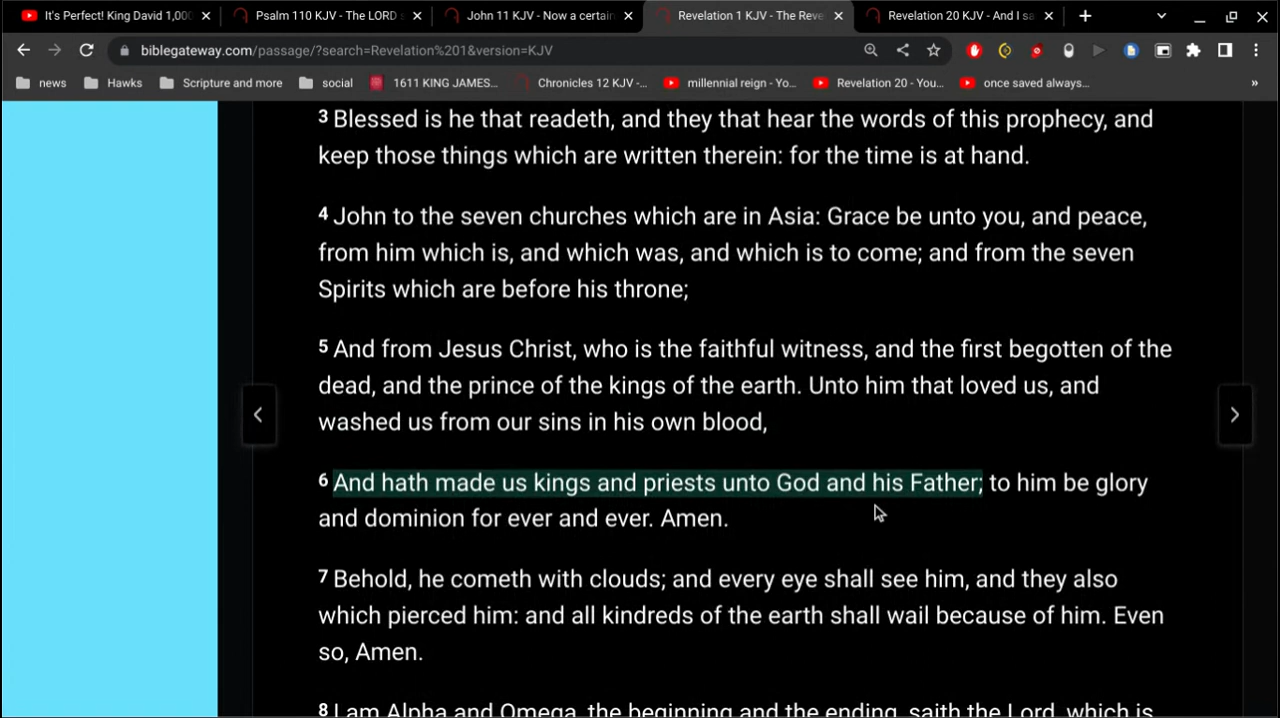 It's Perfect! King David 1,000
Psalm 110 KJV - The LORD s
John 11 KJV - Now a certain
Revelation 1 KJV - The Reve
Revelation 20 KJV - And I sa
biblegateway.com/passage/?search=Revelation%201&version=KJV
news
Hawks
Scripture and more
social
1611 KING JAMES...
Chronicles 12 KJV -...
millennial reign - Yo...
Revelation 20 - You...
once saved always...
»
3 Blessed is he that readeth, and they that hear the words of this prophecy, and
keep those things which are written therein: for the time is at hand.
4 John to the seven churches which are in Asia: Grace be unto you, and peace,
from him which is, and which was, and which is to come; and from the seven
Spirits which are before his throne;
5 And from Jesus Christ, who is the faithful witness, and the first begotten of the
dead, and the prince of the kings of the earth. Unto him that loved us, and
washed us from our sins in his own blood,
6 And hath made us kings and priests unto God and his Father; to him be glory
and dominion for ever and ever. Amen.
7 Behold, he cometh with clouds; and every eye shall see him, and they also
which pierced him: and all kindreds of the earth shall wail because of him. Even
so, Amen.
8 I am Alpha and Omega, the beginning and the ending, saith the Lord, which is